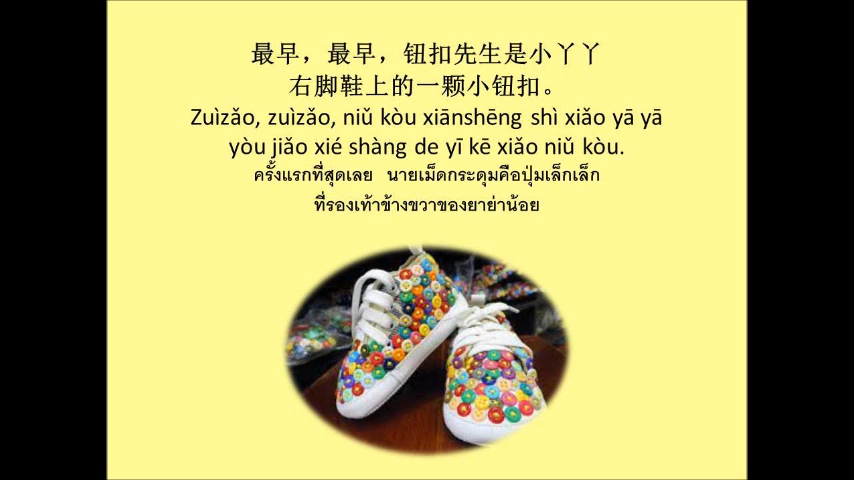 最早，最早，钮扣先生是小丫丫
右脚鞋上的一颗小钮扣。
Zuìzǎo, zuìzǎo, niǔ kòu xiānshēng shì xiǎo yā yā
yòu jiǎo xié shàng de yī kē xiǎo niǔ kòu.
ครั้งแรกที่สุดเลย นายเม็ดกระดุมคือปุ่มเล็กเล็ก
ที่รองเท้าข้างขวาของยาย่าน้อย